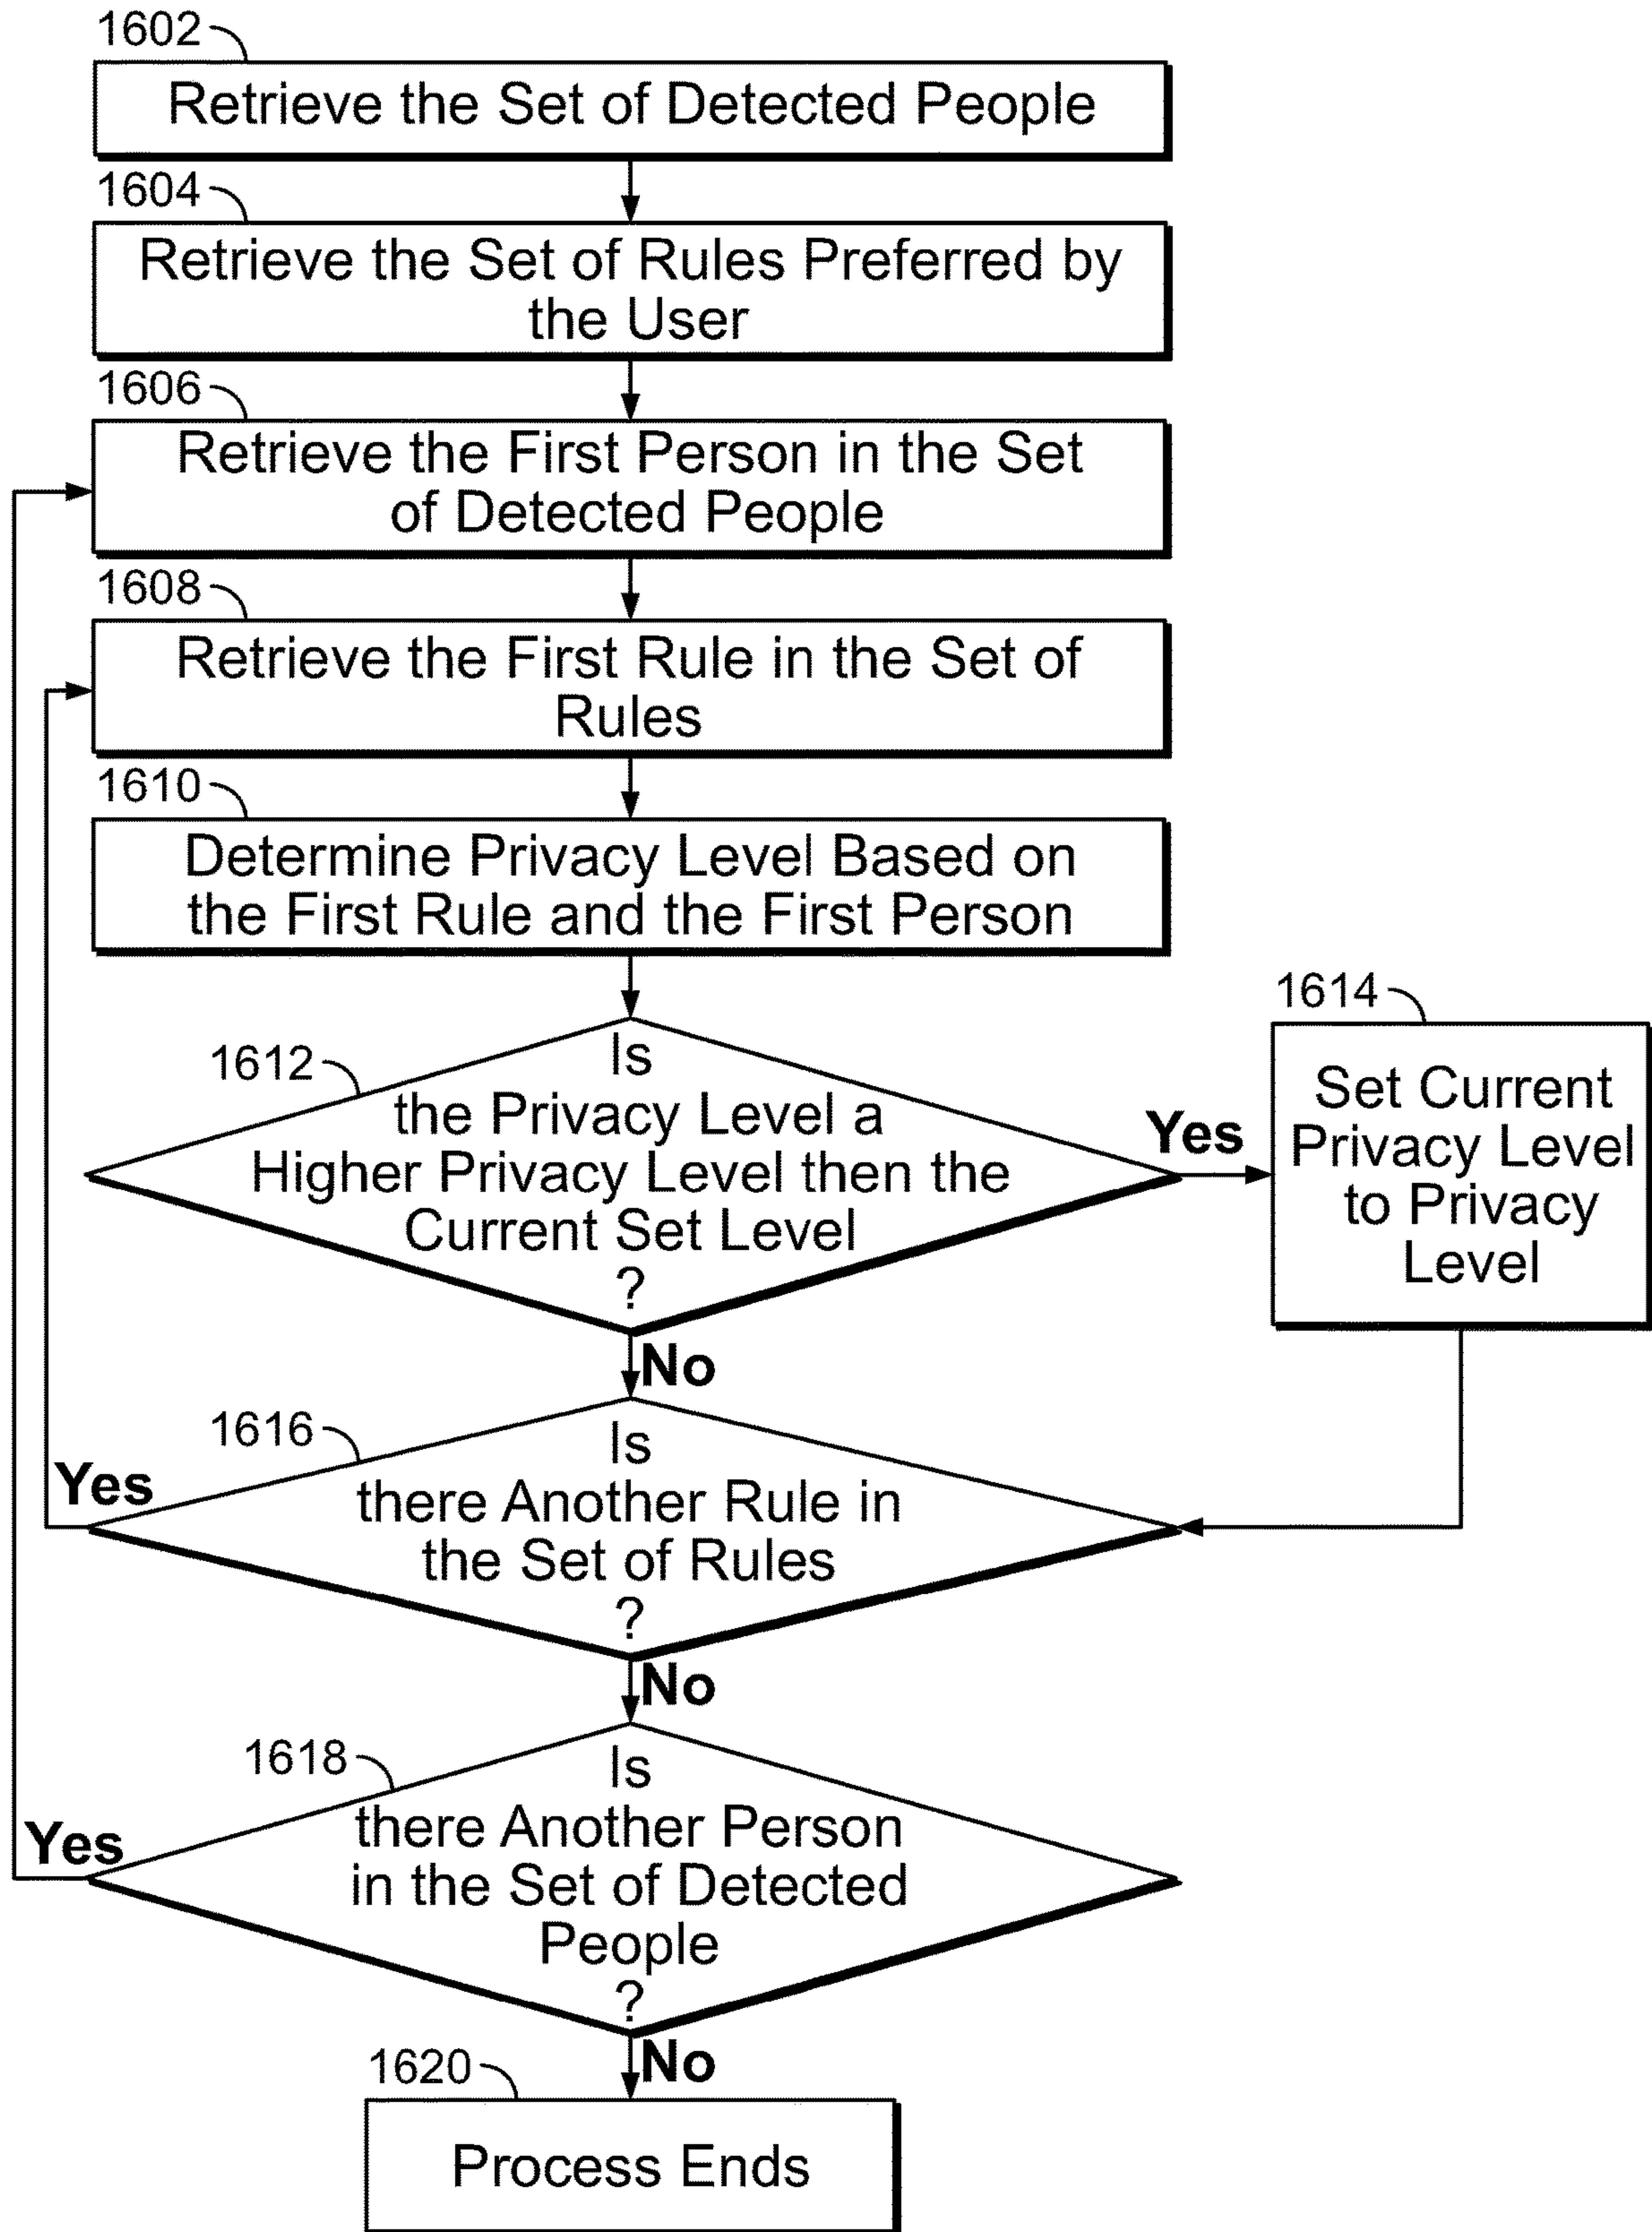 1602
Retrieve the Set of Detected People
1604
Retrieve the Set of Rules Preferred by
the User
1606
Retrieve the First Person in the Set
of Detected People
1608
Retrieve the First Rule in the Set of
Rules
1610
Determine Privacy Level Based on
the First Rule and the First Person
1612
Is
the Privacy Level a
Higher Privacy Level then the
Current Set Level
?
Yes
1614
Set Current
Privacy Level
to Privacy
Level
No
1616
Is
there Another Rule in
the Set of Rules
?
Yes
No
1618
Is
there Another Person
in the Set of Detected
People
?
Yes
No
1620
Process Ends